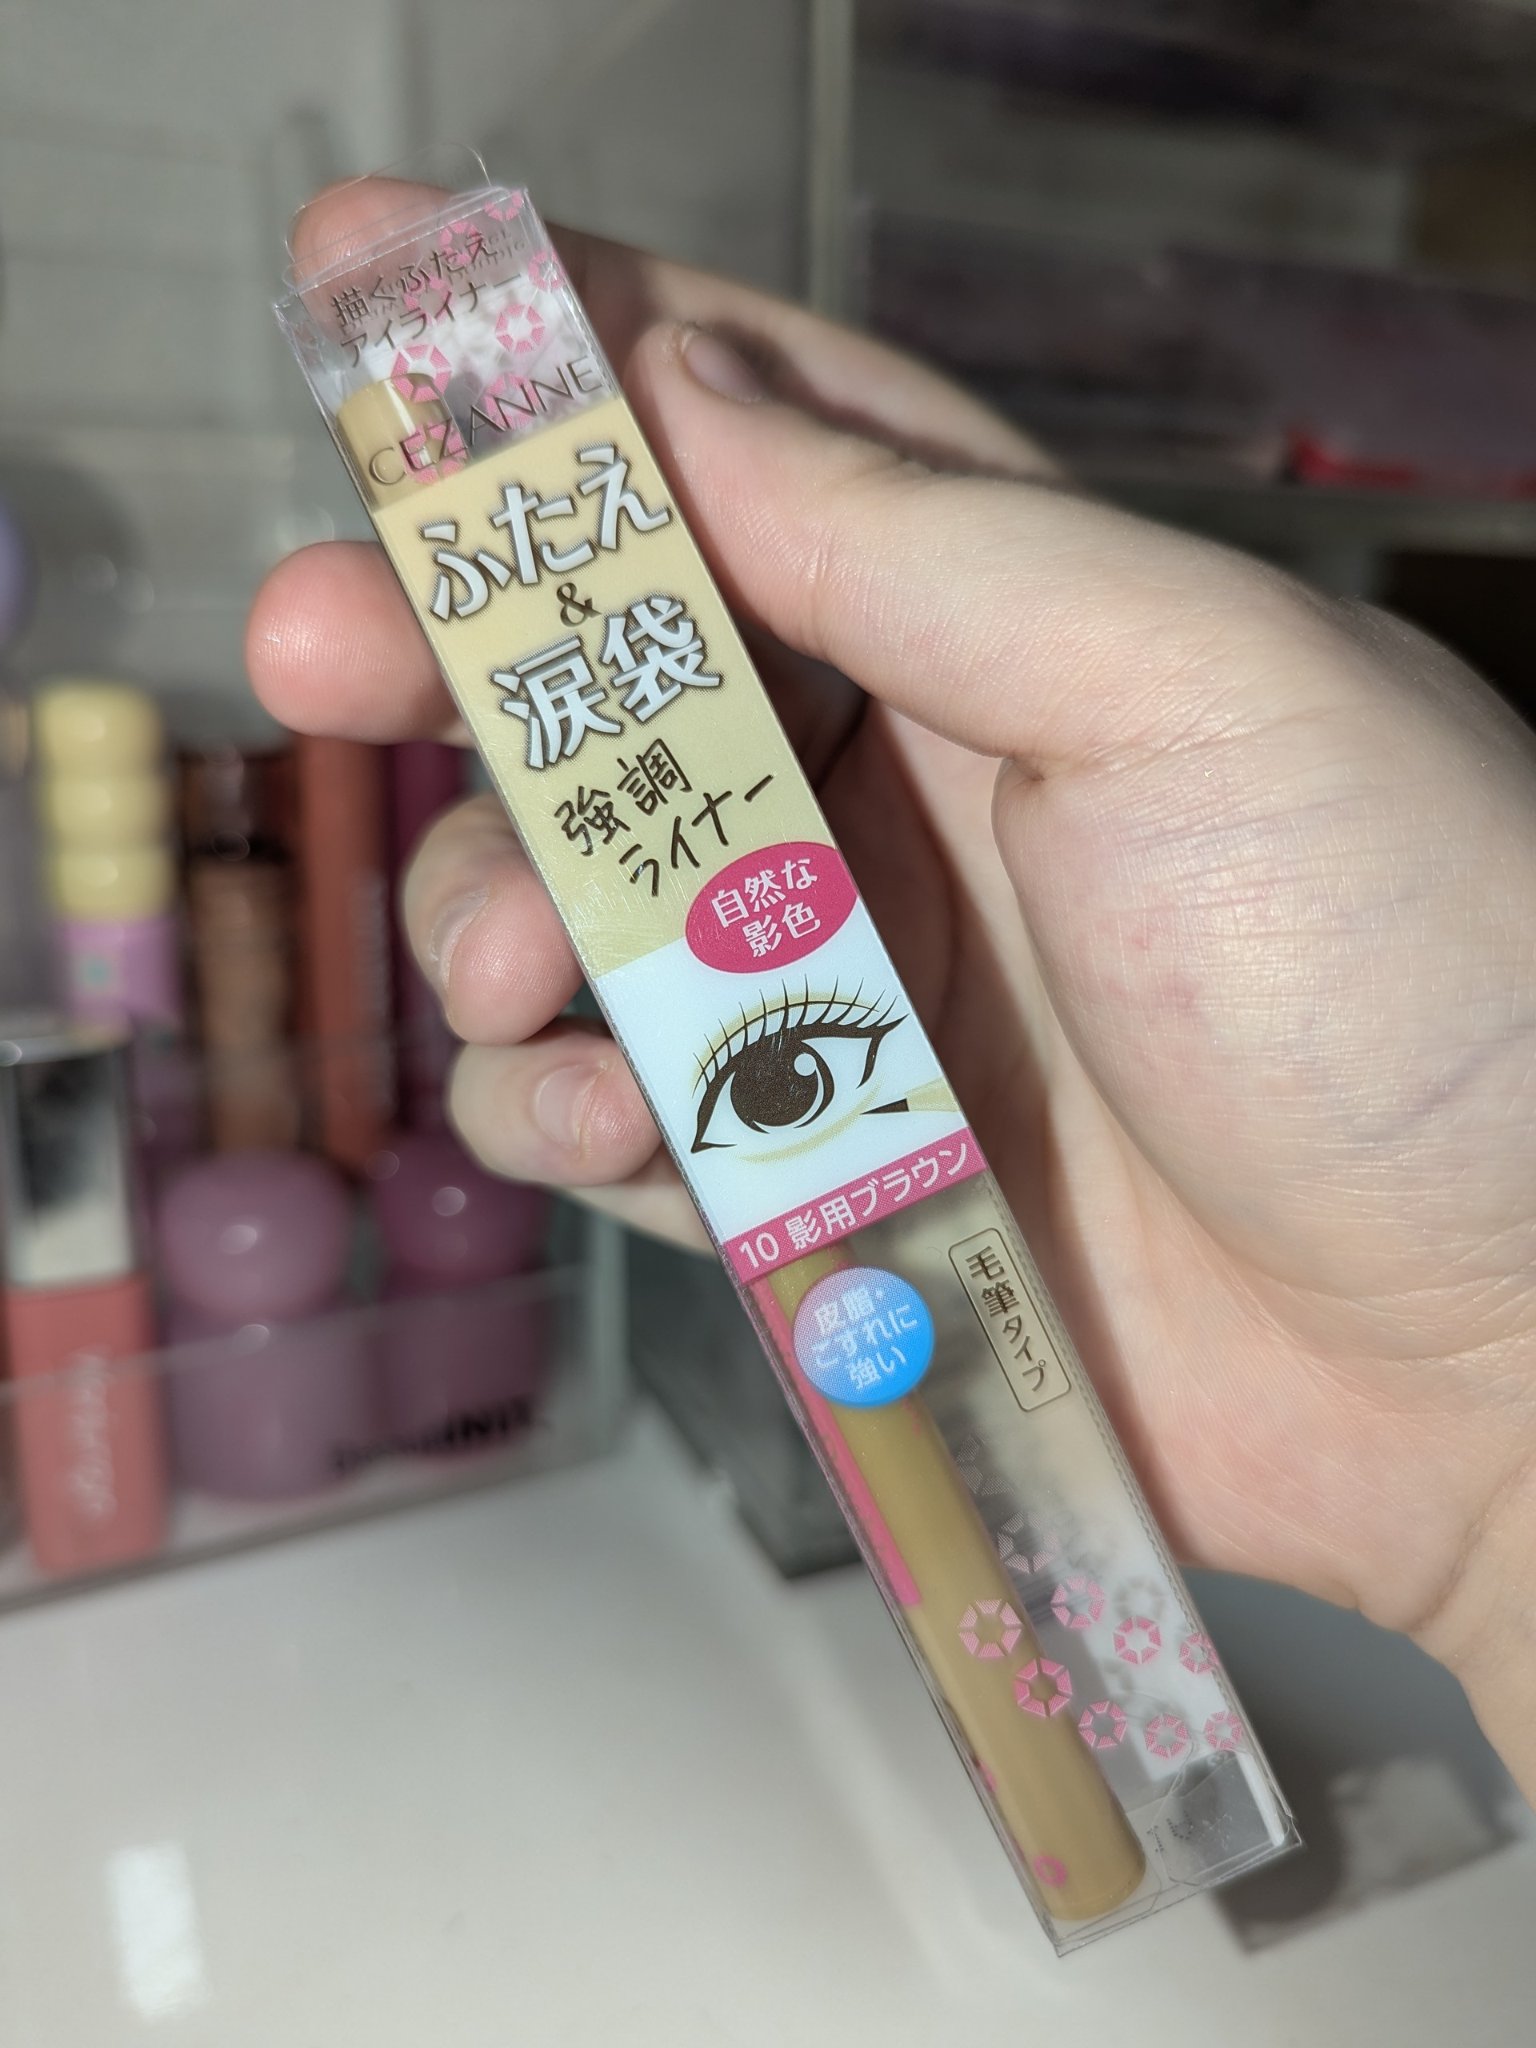 描くふたえ
アイライナー
CEZANNE
ふたえ
&
涙袋
強調
ライナー
自然な
影色
10 影用ブラウン
皮脂・
こすれに
強い
毛筆タイプ